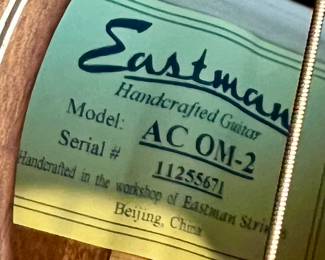 Eastman
Handcrafted Guitar
Model: AC OM-2
Serial # 11255671
Handcrafted in the workshop of Eastman Strings
Beijing, China